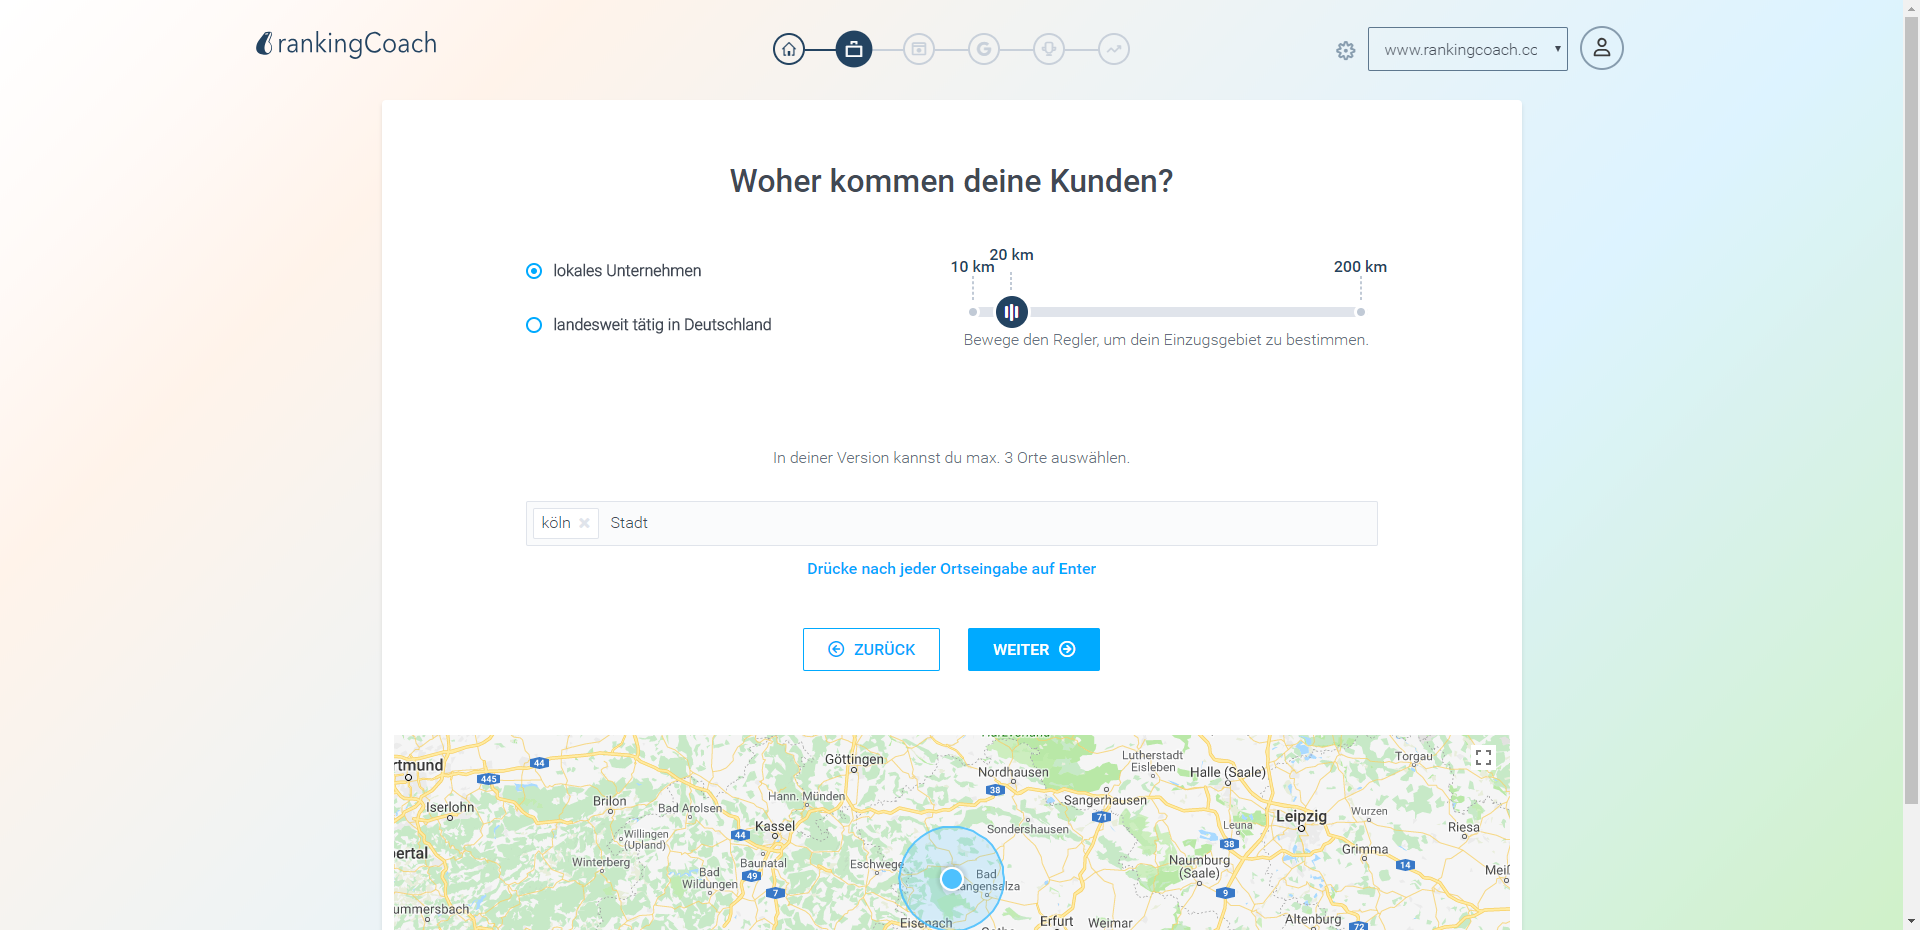 rankingCoach
www.rankingcoach.cc
Woher kommen deine Kunden?
lokales Unternehmen
landesweit tätig in Deutschland
10 km
20 km
200 km
Bewege den Regler, um dein Einzugsgebiet zu bestimmen.
In deiner Version kannst du max. 3 Orte auswählen.
köln
Stadt
Drücke nach jeder Ortseingabe auf Enter
ZURÜCK
WEITER
rtmund
44
445
Göttingen
Nordhausen
38
Lutherstadt
Eisleben
Halle (Saale)
Torgau
Iserlohn
Brilon
Bad Arolsen
Hann. Münden
Sangerhausen
71
Leipzig
Wurzen
Riesa
Willingen
(Upland)
44
Kassel
Sondershausen
Leuna
38
ertal
Winterberg
Baunatal
Eschwege
Naumburg
(Saale)
Grimma
14
Bad
Wildungen
49
7
Bad
angensalza
9
Mei
ummersbach
Eisenach
Erfurt
Weimar
Altenburg
72